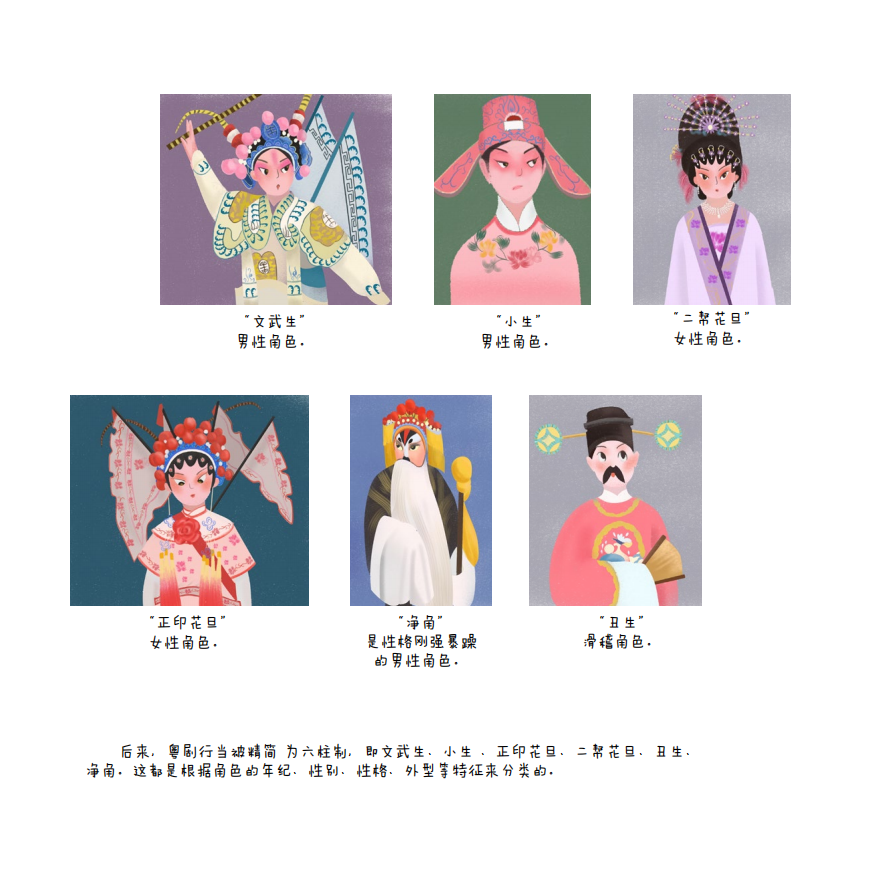 “文武生”
男性角色。
“小生”
男性角色。
“二帮花旦”
女性角色。
“正印花旦”
女性角色。
“净角”
是性格刚强暴躁
的男性角色。
“丑生”
滑稽角色。
后来，粤剧行当被精简 为六柱制，即文武生、小生 、正印花旦、二帮花旦、丑生、
净角。这都是根据角色的年纪、性别、性格、外型等特征来分类的。